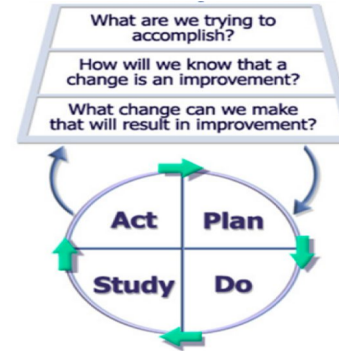 What are we trying to
accomplish?
How will we know that a
change is an improvement?
What change can we make
that will result in improvement?
Act Plan
Study Do